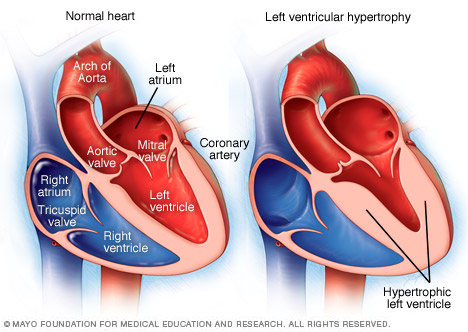 Normal heart
Left ventricular hypertrophy
Arch of
Aorta
Left
atrium
Aortic
valve
Mitral
valve
Coronary
artery
Right
atrium
Tricuspid
valve
Left
ventricle
Right
ventricle
Hypertrophic
left ventricle
© MAYO FOUNDATION FOR MEDICAL EDUCATION AND RESEARCH. ALL RIGHTS RESERVED.